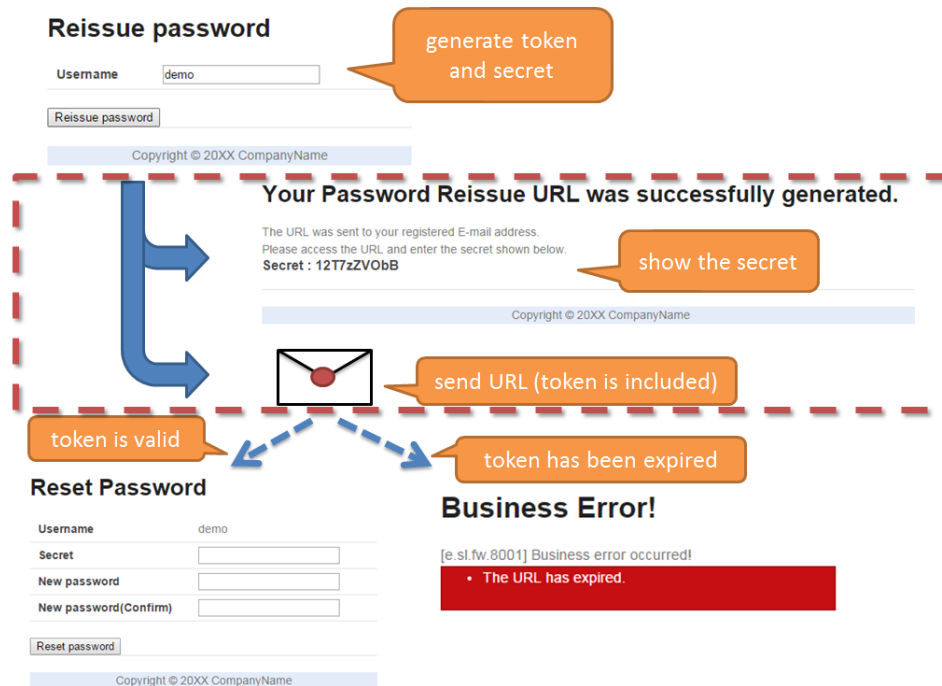 Reissue password
generate token
and secret
Username demo
Reissue password
Copyright © 20XX CompanyName
Your Password Reissue URL was successfully generated.
The URL was sent to your registered E-mail address.
Please access the URL and enter the secret shown below.
Secret : 12T7zZVObB
show the secret
Copyright © 20XX CompanyName
send URL (token is included)
token is valid
token has been expired
Reset Password
Username demo
Secret
New password
New password(Confirm)
Reset password
Copyright © 20XX CompanyName
Business Error!
[e.sl.fw.8001] Business error occurred!
• The URL has expired.